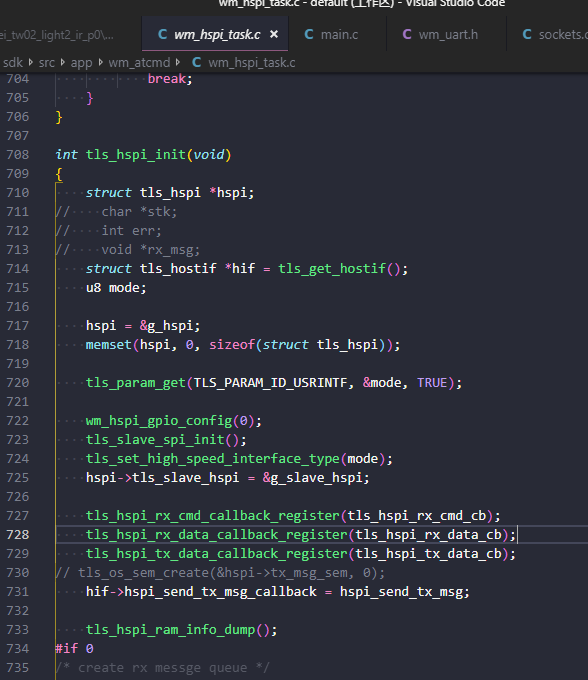 wm_hspi_task.c - default (工作区) - Visual Studio Code
ei_tw02_light2_ir_p0\... wm_hspi_task.c × main.c wm_uart.h sockets.c
sdk › src › app › wm_atcmd › C wm_hspi_task.c
704 break;
705 }
706 }
707
708 int tls_hspi_init(void)
709 {
710 struct tls_hspi *hspi;
711 // char *stk;
712 // int err;
713 // void *rx_msg;
714 struct tls_hostif *hif = tls_get_hostif();
715 u8 mode;
716
717 hspi = &g_hspi;
718 memset(hspi, 0, sizeof(struct tls_hspi));
719
720 tls_param_get(TLS_PARAM_ID_USRINTF, &mode, TRUE);
721
722 wm_hspi_gpio_config(0);
723 tls_slave_spi_init();
724 tls_set_high_speed_interface_type(mode);
725 hspi->tls_slave_hspi = &g_slave_hspi;
726
727 tls_hspi_rx_cmd_callback_register(tls_hspi_rx_cmd_cb);
728 tls_hspi_rx_data_callback_register(tls_hspi_rx_data_cb);
729 tls_hspi_tx_data_callback_register(tls_hspi_tx_data_cb);
730 // tls_os_sem_create(&hspi->tx_msg_sem, 0);
731 hif->hspi_send_tx_msg_callback = hspi_send_tx_msg;
732
733 tls_hspi_ram_info_dump();
734 #if 0
735 /* create rx messge queue */